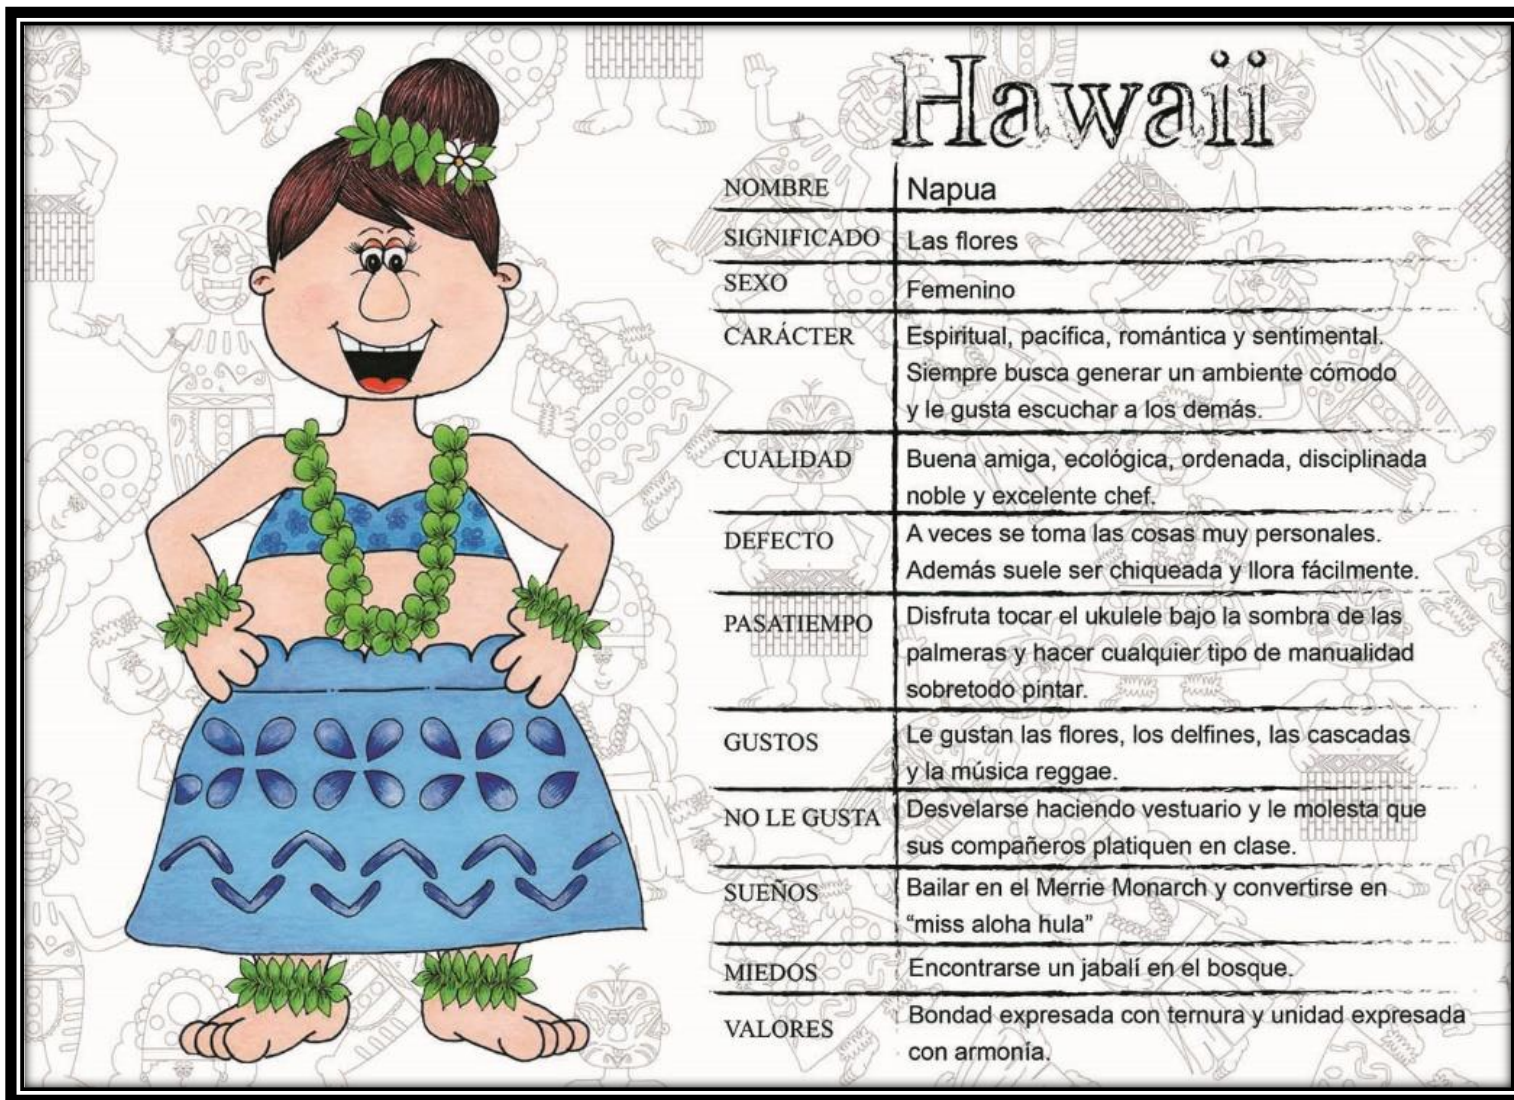 Hawaii
NOMBRE Napua
SIGNIFICADO Las flores
SEXO Femenino
CARÁCTER Espiritual, pacífica, romántica y sentimental.
Siempre busca generar un ambiente cómodo
y le gusta escuchar a los demás.
CUALIDAD Buena amiga, ecológica, ordenada, disciplinada
noble y excelente chef.
DEFECTO A veces se toma las cosas muy personales.
Además suele ser chiqueada y llora fácilmente.
PASATIEMPO Disfruta tocar el ukulele bajo la sombra de las
palmeras y hacer cualquier tipo de manualidad
sobretodo pintar.
GUSTOS Le gustan las flores, los delfines, las cascadas
y la música reggae.
NO LE GUSTA Desvelarse haciendo vestuario y le molesta que
sus compañeros platiquen en clase.
SUEÑOS Bailar en el Merrie Monarch y convertirse en
“miss aloha hula”
MIEDOS Encontrarse un jabalí en el bosque.
VALORES Bondad expresada con ternura y unidad expresada
con armonía.